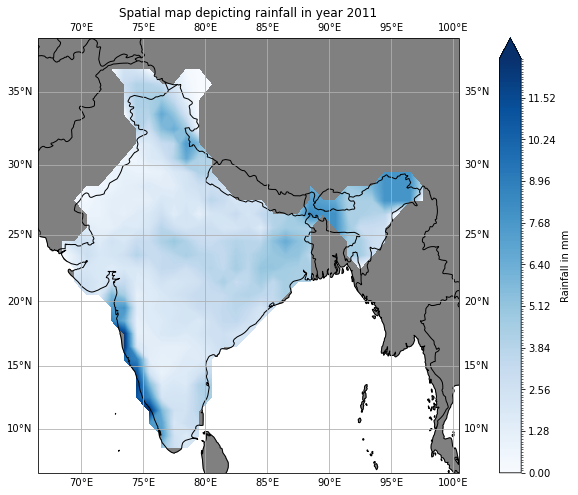 Spatial map depicting rainfall in year 2011
70°E 75°E 80°E 85°E 90°E 95°E 100°E
35°N 35°N
30°N 30°N
25°N 25°N
20°N 20°N
15°N 15°N
10°N 10°N
70°E 75°E 80°E 85°E 90°E 95°E 100°E
11.52
10.24
8.96
7.68
6.40
5.12
3.84
2.56
1.28
0.00
Rainfall in mm